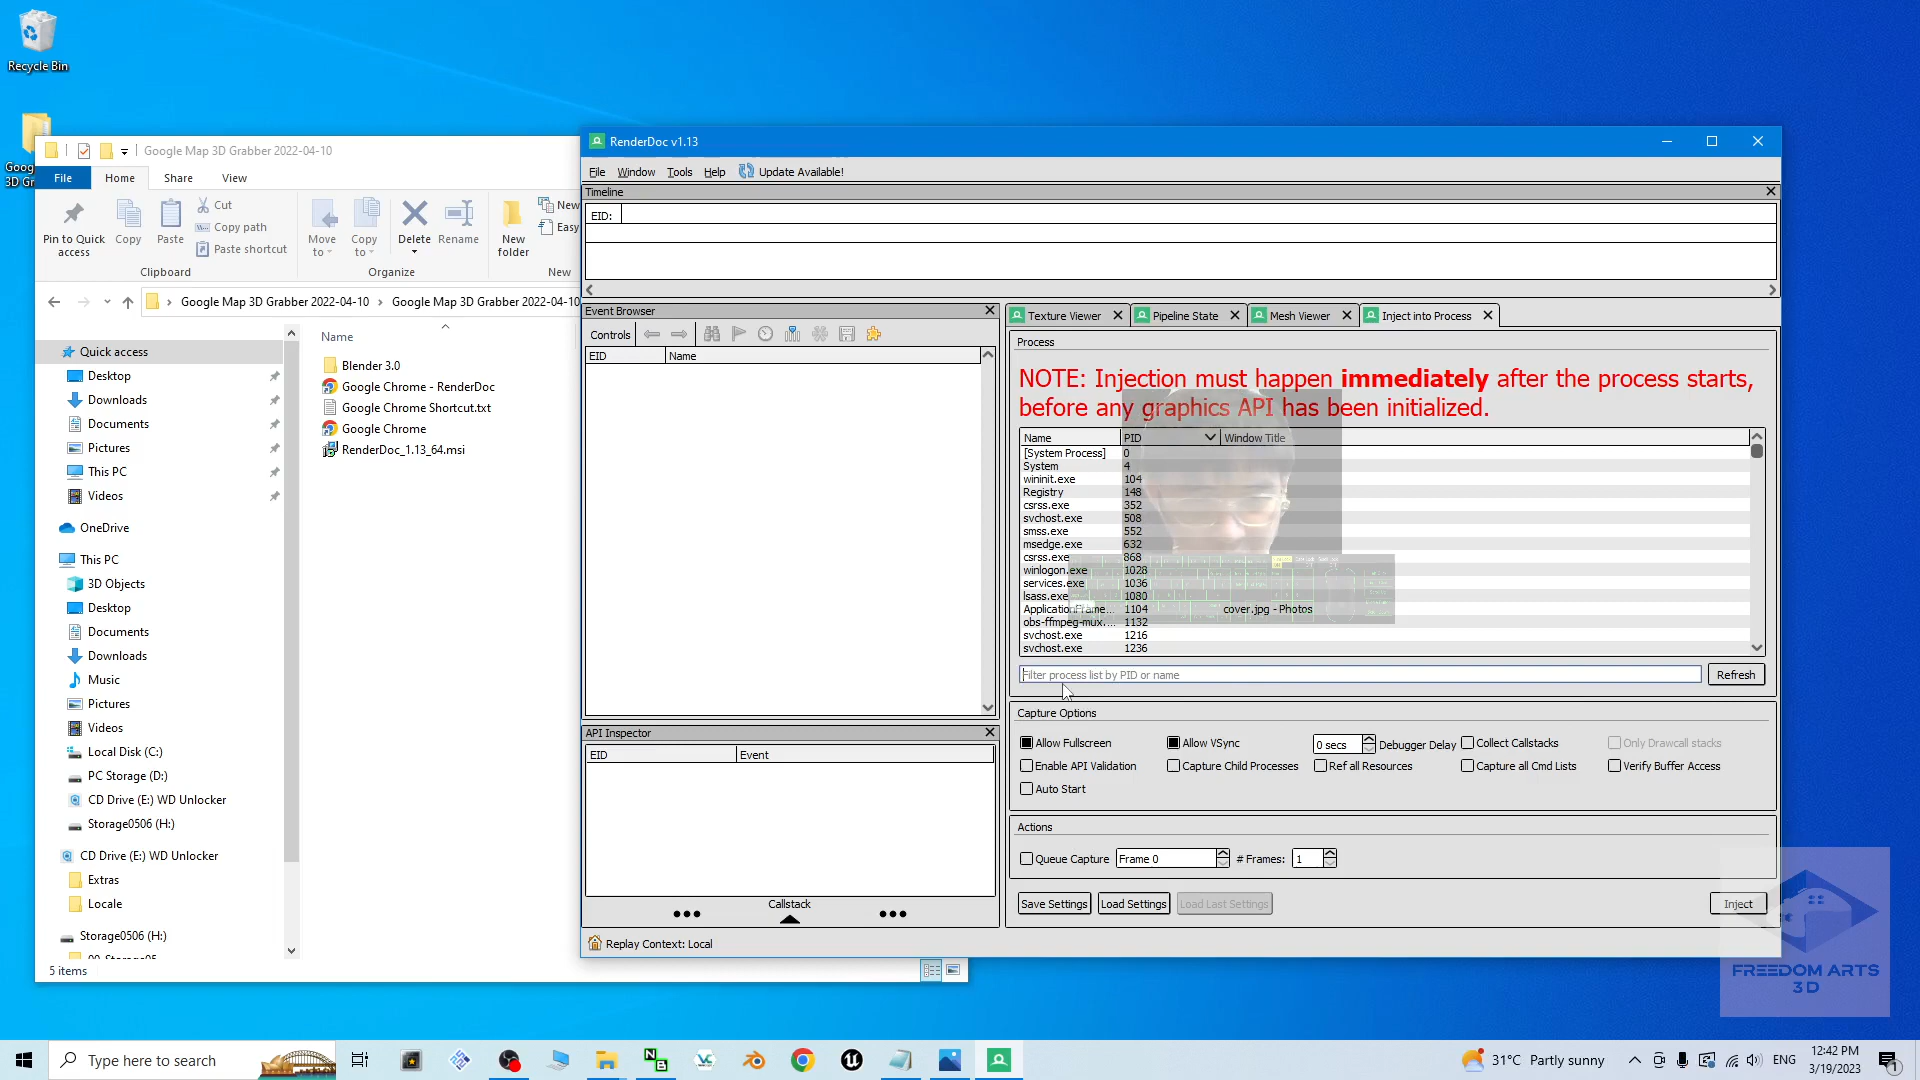 Recycle Bin
Goog
3D Gr
Google Map 3D Grabber 2022-04-10
File
Home
Share
View
Pin to Quick
access
Copy
Paste
Cut
Copy path
Paste shortcut
Clipboard
Move
to
Copy
to
Delete
Rename
Organize
New
folder
New
Easy
New
Google Map 3D Grabber 2022-04-10
Google Map 3D Grabber 2022-04-10
Name
Blender 3.0
Google Chrome - RenderDoc
Google Chrome Shortcut.txt
Google Chrome
RenderDoc_1.13_64.msi
Quick access
Desktop
Downloads
Documents
Pictures
This PC
Videos
OneDrive
This PC
3D Objects
Desktop
Documents
Downloads
Music
Pictures
Videos
Local Disk (C:)
PC Storage (D:)
CD Drive (E:) WD Unlocker
Storage0506 (H:)
CD Drive (E:) WD Unlocker
Extras
Locale
Storage0506 (H:)
5 items
RenderDoc v1.13
File
Window
Tools
Help
Update Available!
Timeline
EID:
Event Browser
Controls
EID
Name
API Inspector
EID
Event
Callstack
Replay Context: Local
Texture Viewer
Pipeline State
Mesh Viewer
Inject into Process
Process
NOTE: Injection must happen immediately after the process starts,
before any graphics API has been initialized.
Name PID Window Title
[System Process] 0
System 4
wininit.exe 104
Registry 148
csrss.exe 352
svchost.exe 508
smss.exe 552
msedge.exe 632
csrss.exe 868
winlogon.exe 1028
services.exe 1036
lsass.exe 1080
ApplicationFrame... 1104 cover.jpg - Photos
obs-ffmpeg-mux.... 1132
svchost.exe 1216
svchost.exe 1236
Filter process list by PID or name
Refresh
Capture Options
Allow Fullscreen
Allow VSync
0 secs
Debugger Delay
Collect Callstacks
Only Drawcall stacks
Enable API Validation
Capture Child Processes
Ref all Resources
Capture all Cmd Lists
Verify Buffer Access
Auto Start
Actions
Queue Capture
Frame 0
# Frames:
1
Save Settings
Load Settings
Load Last Settings
Inject
FREEDOM ARTS
3D
Type here to search
31°C Partly sunny
ENG
12:42 PM
3/19/2023
1